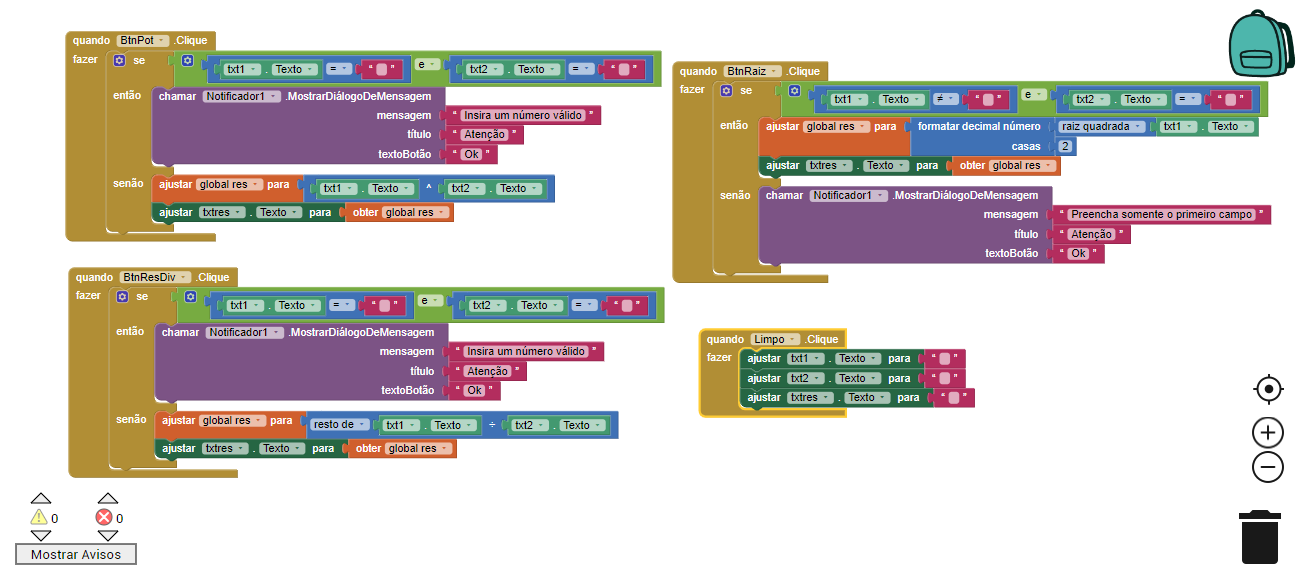 quando BtnPot .Clique
fazer se txt1 . Texto = “ ” e txt2 . Texto = “ ”
então chamar Notificador1 .MostrarDiálogoDeMensagem
mensagem “ Insira um número válido ”
título “ Atenção ”
textoBotão “ Ok ”
senão ajustar global res para txt1 . Texto ^ txt2 . Texto
ajustar txtres . Texto para obter global res
quando BtnResDiv .Clique
fazer se txt1 . Texto = “ ” e txt2 . Texto = “ ”
então chamar Notificador1 .MostrarDiálogoDeMensagem
mensagem “ Insira um número válido ”
título “ Atenção ”
textoBotão “ Ok ”
senão ajustar global res para resto de txt1 . Texto ÷ txt2 . Texto
ajustar txtres . Texto para obter global res
quando BtnRaiz .Clique
fazer se txt1 . Texto ≠ “ ” e txt2 . Texto = “ ”
então ajustar global res para formatar decimal número raiz quadrada txt1 . Texto
casas 2
ajustar txtres . Texto para obter global res
senão chamar Notificador1 .MostrarDiálogoDeMensagem
mensagem “ Preencha somente o primeiro campo ”
título “ Atenção ”
textoBotão “ Ok ”
quando Limpo .Clique
fazer ajustar txt1 . Texto para “ ”
ajustar txt2 . Texto para “ ”
ajustar txtres . Texto para “ ”
0 0
Mostrar Avisos